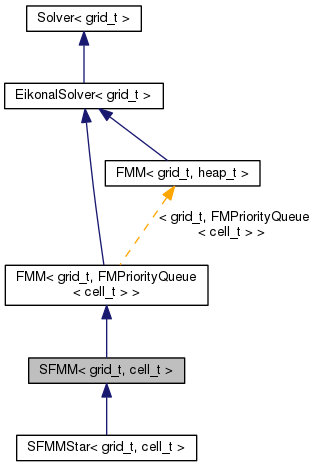 Solver< grid_t >
EikonalSolver< grid_t >
FMM< grid_t, heap_t >
< grid_t, FMPriorityQueue
< cell_t > >
FMM< grid_t, FMPriorityQueue
< cell_t > >
SFMM< grid_t, cell_t >
SFMMStar< grid_t, cell_t >